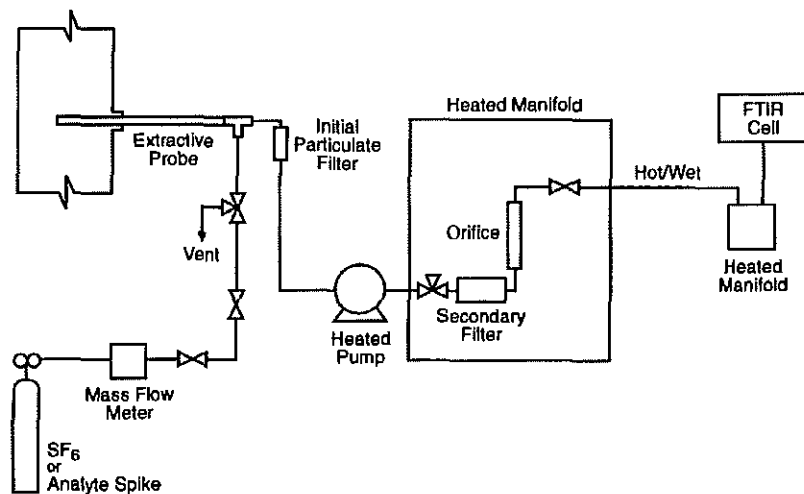 Heated Manifold
FTIR
Cell
Extractive
Probe
Initial
Particulate
Filter
Hot/Wet
Vent
Orifice
Heated
Manifold
Heated
Pump
Secondary
Filter
Mass Flow
Meter
SF6
or
Analyte Spike